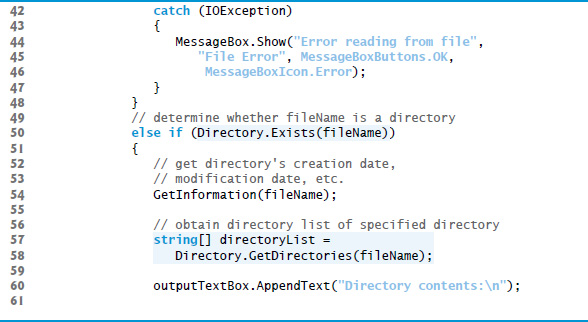 42 catch (IOException)
43 {
44 MessageBox.Show("Error reading from file",
45 "File Error", MessageBoxButtons.OK,
46 MessageBoxIcon.Error);
47 }
48 }
49 // determine whether fileName is a directory
50 else if (Directory.Exists(fileName))
51 {
52 // get directory's creation date,
53 // modification date, etc.
54 GetInformation(fileName);
55
56 // obtain directory list of specified directory
57 string[] directoryList =
58 Directory.GetDirectories(fileName);
59
60 outputTextBox.AppendText("Directory contents:\n");
61